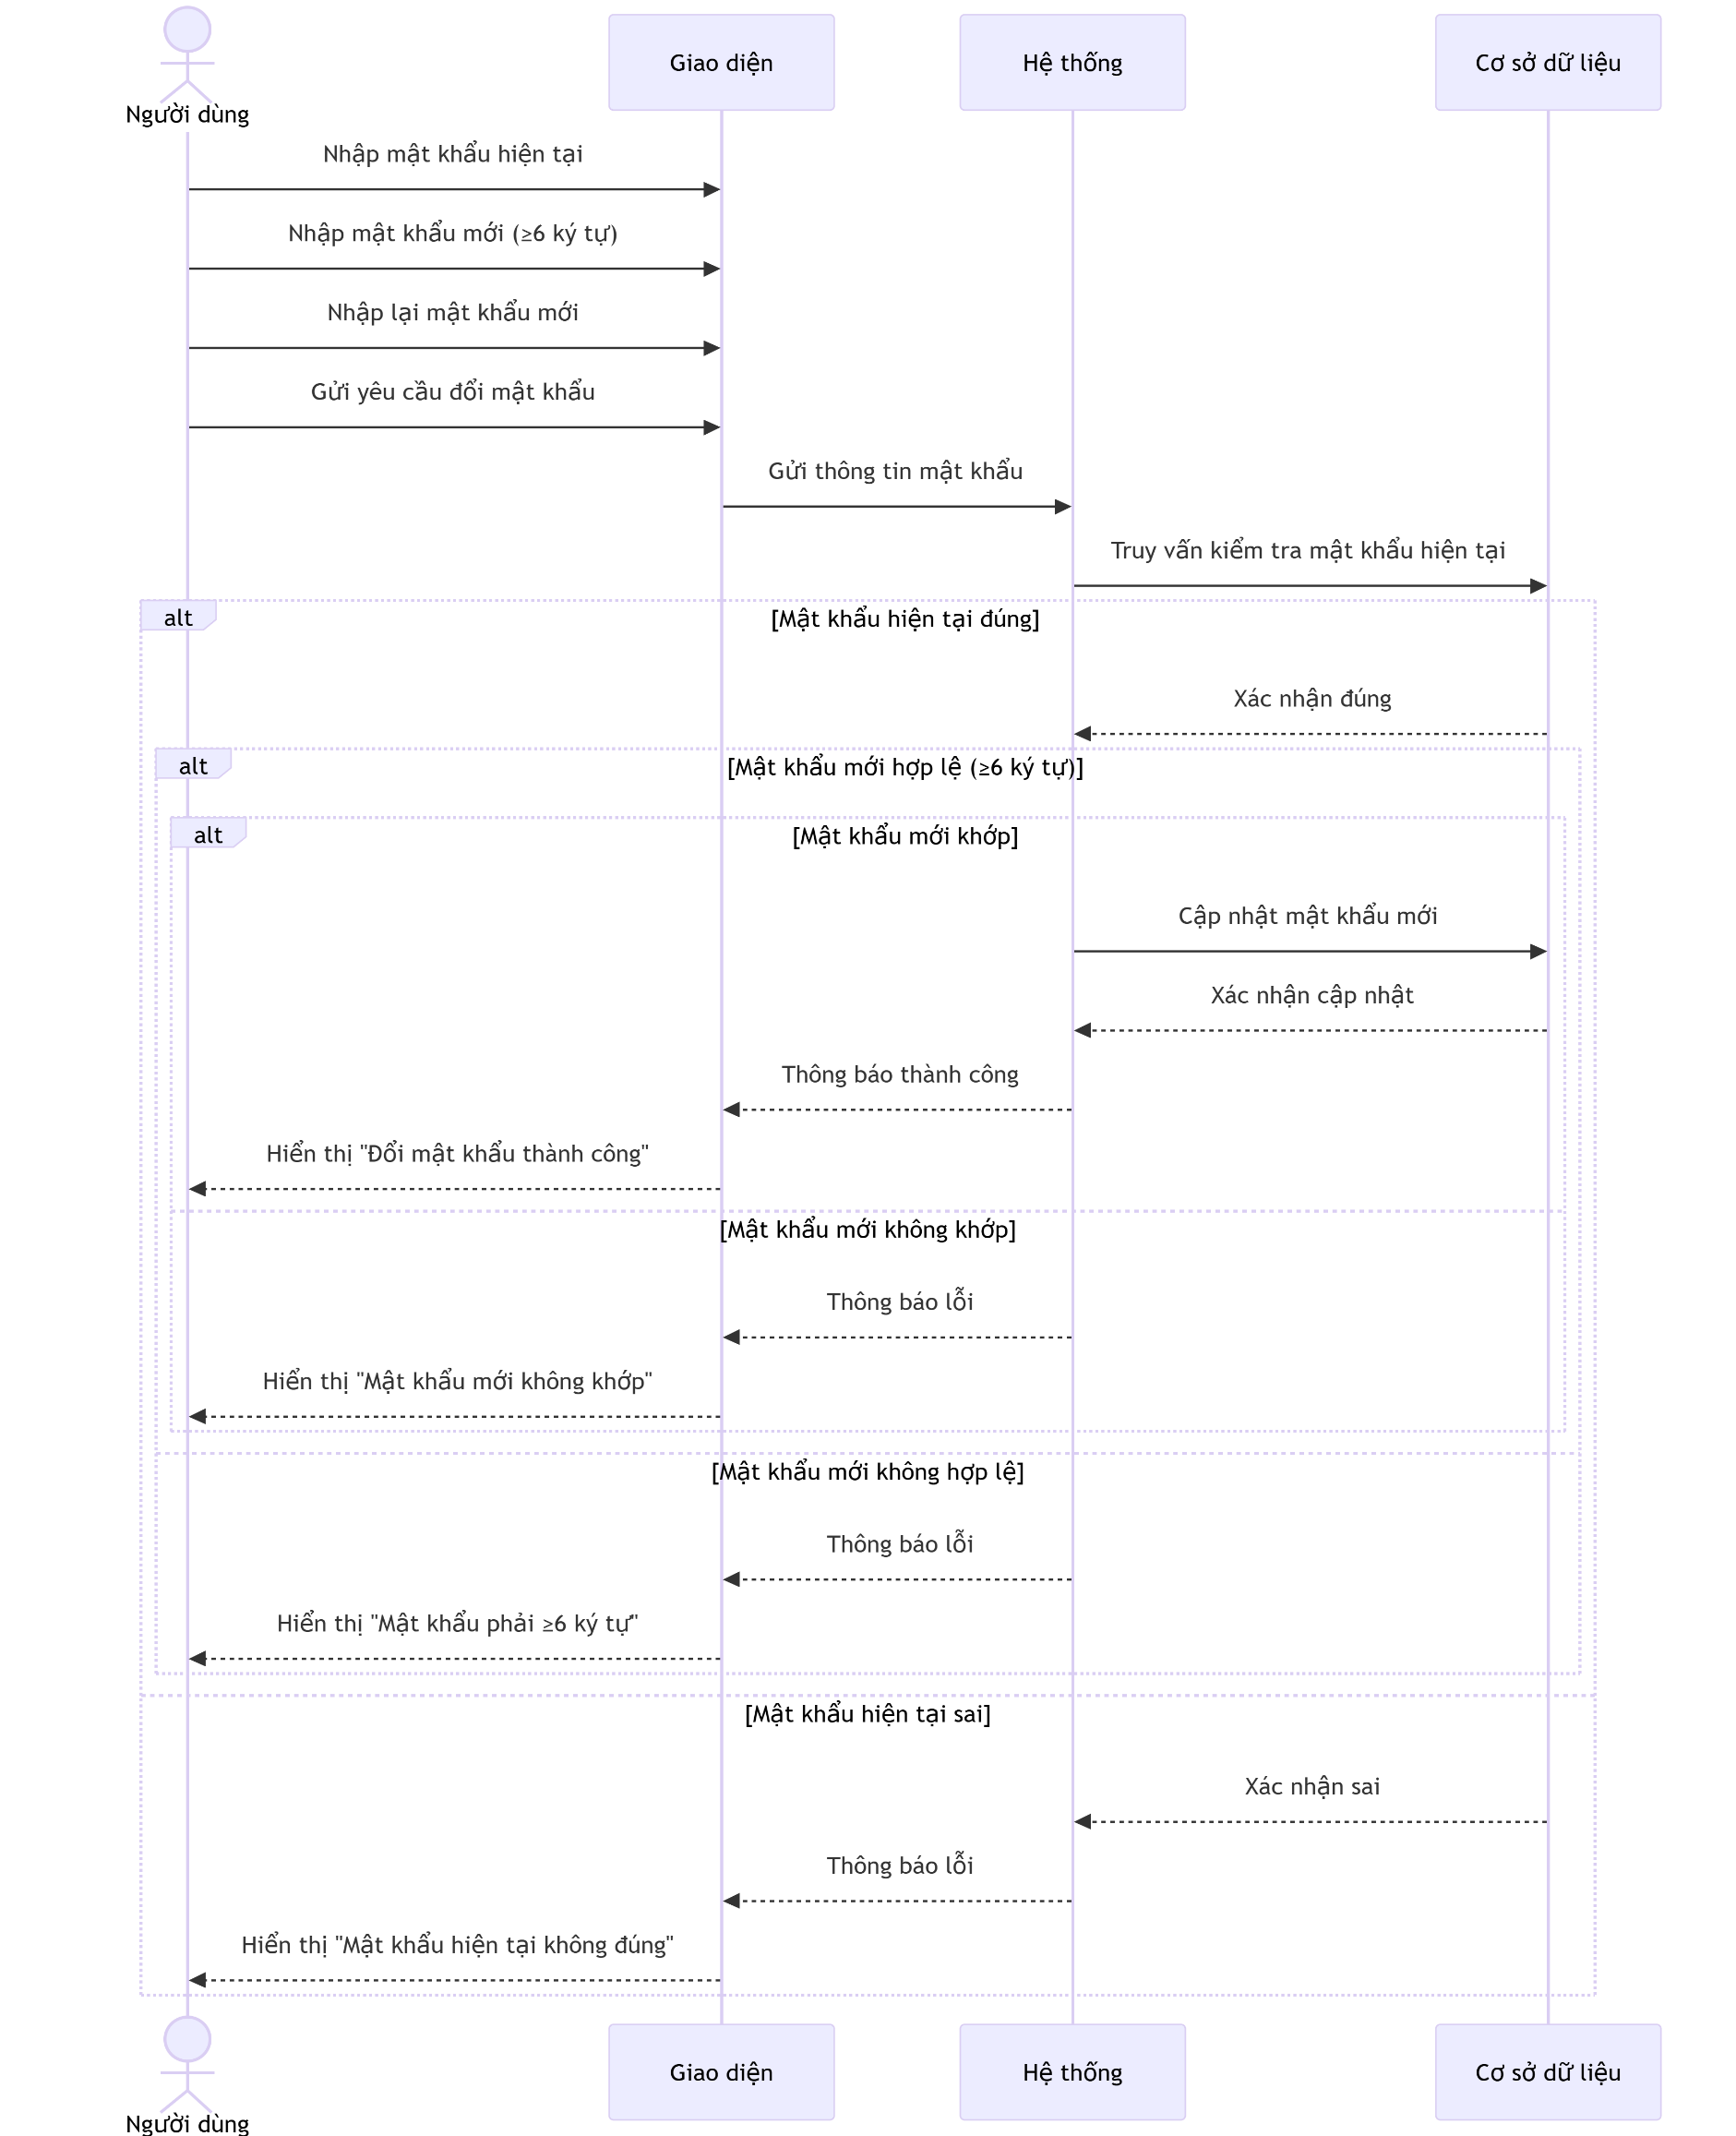 Người dùng
Giao diện
Hệ thống
Cơ sở dữ liệu
Nhập mật khẩu hiện tại
Nhập mật khẩu mới (≥6 ký tự)
Nhập lại mật khẩu mới
Gửi yêu cầu đổi mật khẩu
Gửi thông tin mật khẩu
Truy vấn kiểm tra mật khẩu hiện tại
alt
[Mật khẩu hiện tại đúng]
Xác nhận đúng
alt
[Mật khẩu mới hợp lệ (≥6 ký tự)]
alt
[Mật khẩu mới khớp]
Cập nhật mật khẩu mới
Xác nhận cập nhật
Thông báo thành công
Hiển thị "Đổi mật khẩu thành công"
[Mật khẩu mới không khớp]
Thông báo lỗi
Hiển thị "Mật khẩu mới không khớp"
[Mật khẩu mới không hợp lệ]
Thông báo lỗi
Hiển thị "Mật khẩu phải ≥6 ký tự"
[Mật khẩu hiện tại sai]
Xác nhận sai
Thông báo lỗi
Hiển thị "Mật khẩu hiện tại không đúng"
Người dùng
Giao diện
Hệ thống
Cơ sở dữ liệu